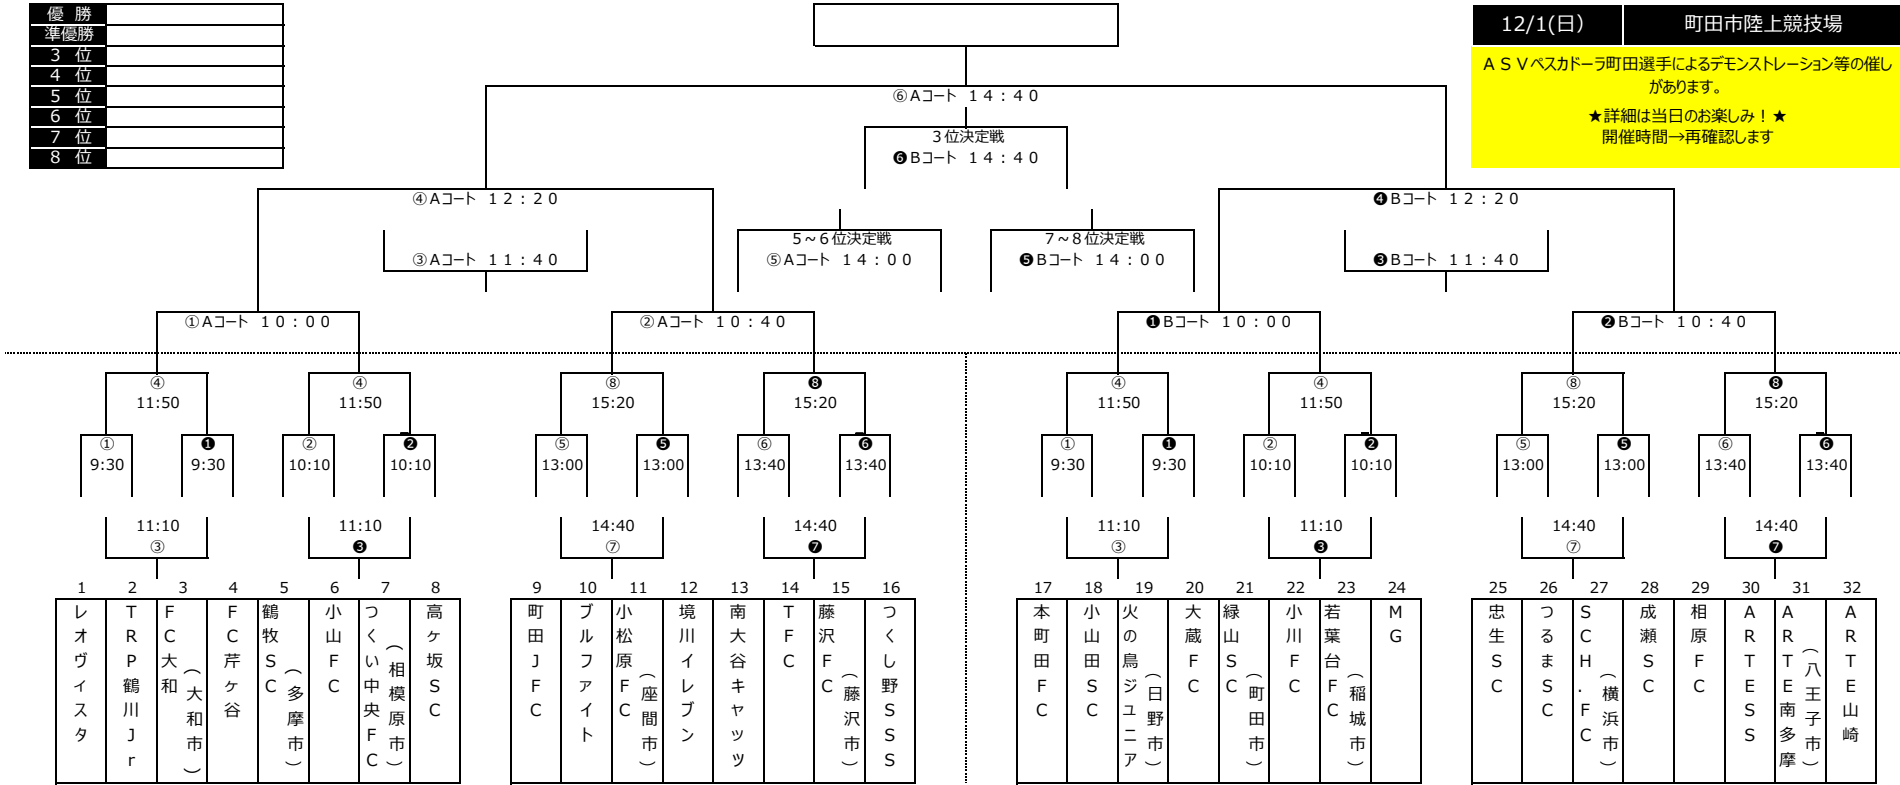 優 勝
準優勝
3 位
4 位
5 位
6 位
7 位
8 位
12/1(日) 町田市陸上競技場
ASVペスカドーラ町田選手によるデモンストレーション等の催し
があります。
★詳細は当日のお楽しみ!★
開催時間→再確認します
⑥Aコート 14:40
3位決定戦
❻Bコート 14:40
④Aコート 12:20
❹Bコート 12:20
5~6位決定戦
7~8位決定戦
③Aコート 11:40
⑤Aコート 14:00
❺Bコート 14:00
❸Bコート 11:40
①Aコート 10:00
②Aコート 10:40
❶Bコート 10:00
❷Bコート 10:40
④ ④ ⑧ ❽ ④ ④ ⑧ ❽
11:50 11:50 15:20 15:20 11:50 11:50 15:20 15:20
① ❶ ② ❷ ⑤ ❺ ⑥ ❻ ① ❶ ② ❷ ⑤ ❺ ⑥ ❻
9:30 9:30 10:10 10:10 13:00 13:00 13:40 13:40 9:30 9:30 10:10 10:10 13:00 13:00 13:40 13:40
11:10 11:10 14:40 14:40 11:10 11:10 14:40 14:40
③ ❸ ⑦ ❼ ③ ❸ ⑦ ❼
1 2 3 4 5 6 7 8 9 10 11 12 13 14 15 16 17 18 19 20 21 22 23 24 25 26 27 28 29 30 31 32
レオヴィスタ
TRP鶴川Jr
FC大和
(大和市)
FC芹ヶ谷
鶴牧SC
(多摩市)
小山FC
つくい中央FC
(相模原市)
高ヶ坂SC
町田JFC
ブルファイト
小松原FC
(座間市)
境川イレブン
南大谷キャッツ
TFC
藤沢FC
(藤沢市)
つくし野SSS
本町田FC
小山田SC
火の鳥ジュニア
(日野市)
大蔵FC
緑山SC
(町田市)
小川FC
若葉台FC
(稲城市)
MG
忠生SC
つるまSC
SCH.FC
(横浜市)
成瀬SC
相原FC
ARTESS
ARTE南多摩
(八王子市)
ARTE山崎